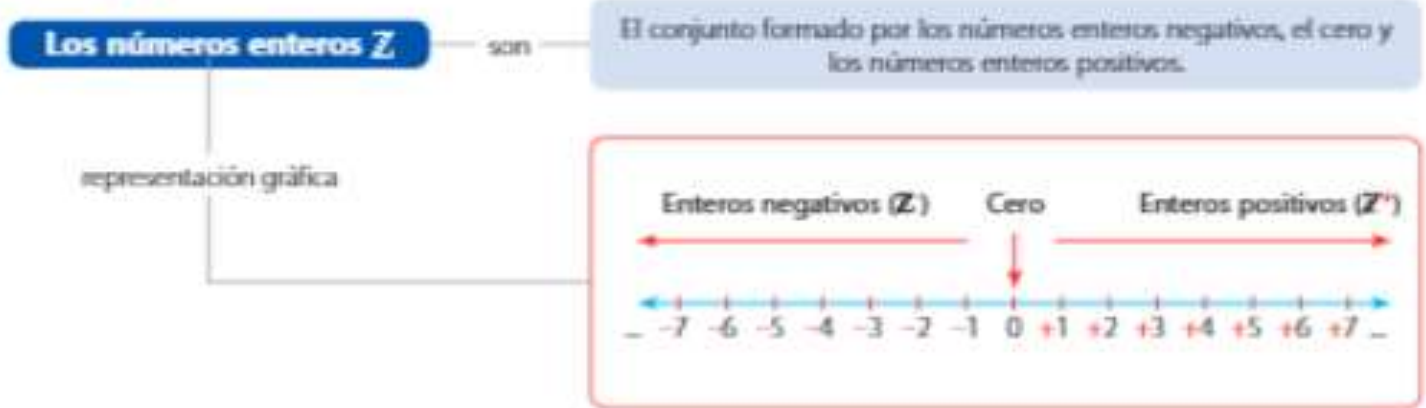 Los números enteros ℤ
son
El conjunto formado por los números enteros negativos, el cero y
los números enteros positivos.
representación gráfica
Enteros negativos (ℤ ) Cero Enteros positivos (ℤ⁺)
... -7 -6 -5 -4 -3 -2 -1 0 +1 +2 +3 +4 +5 +6 +7 ...